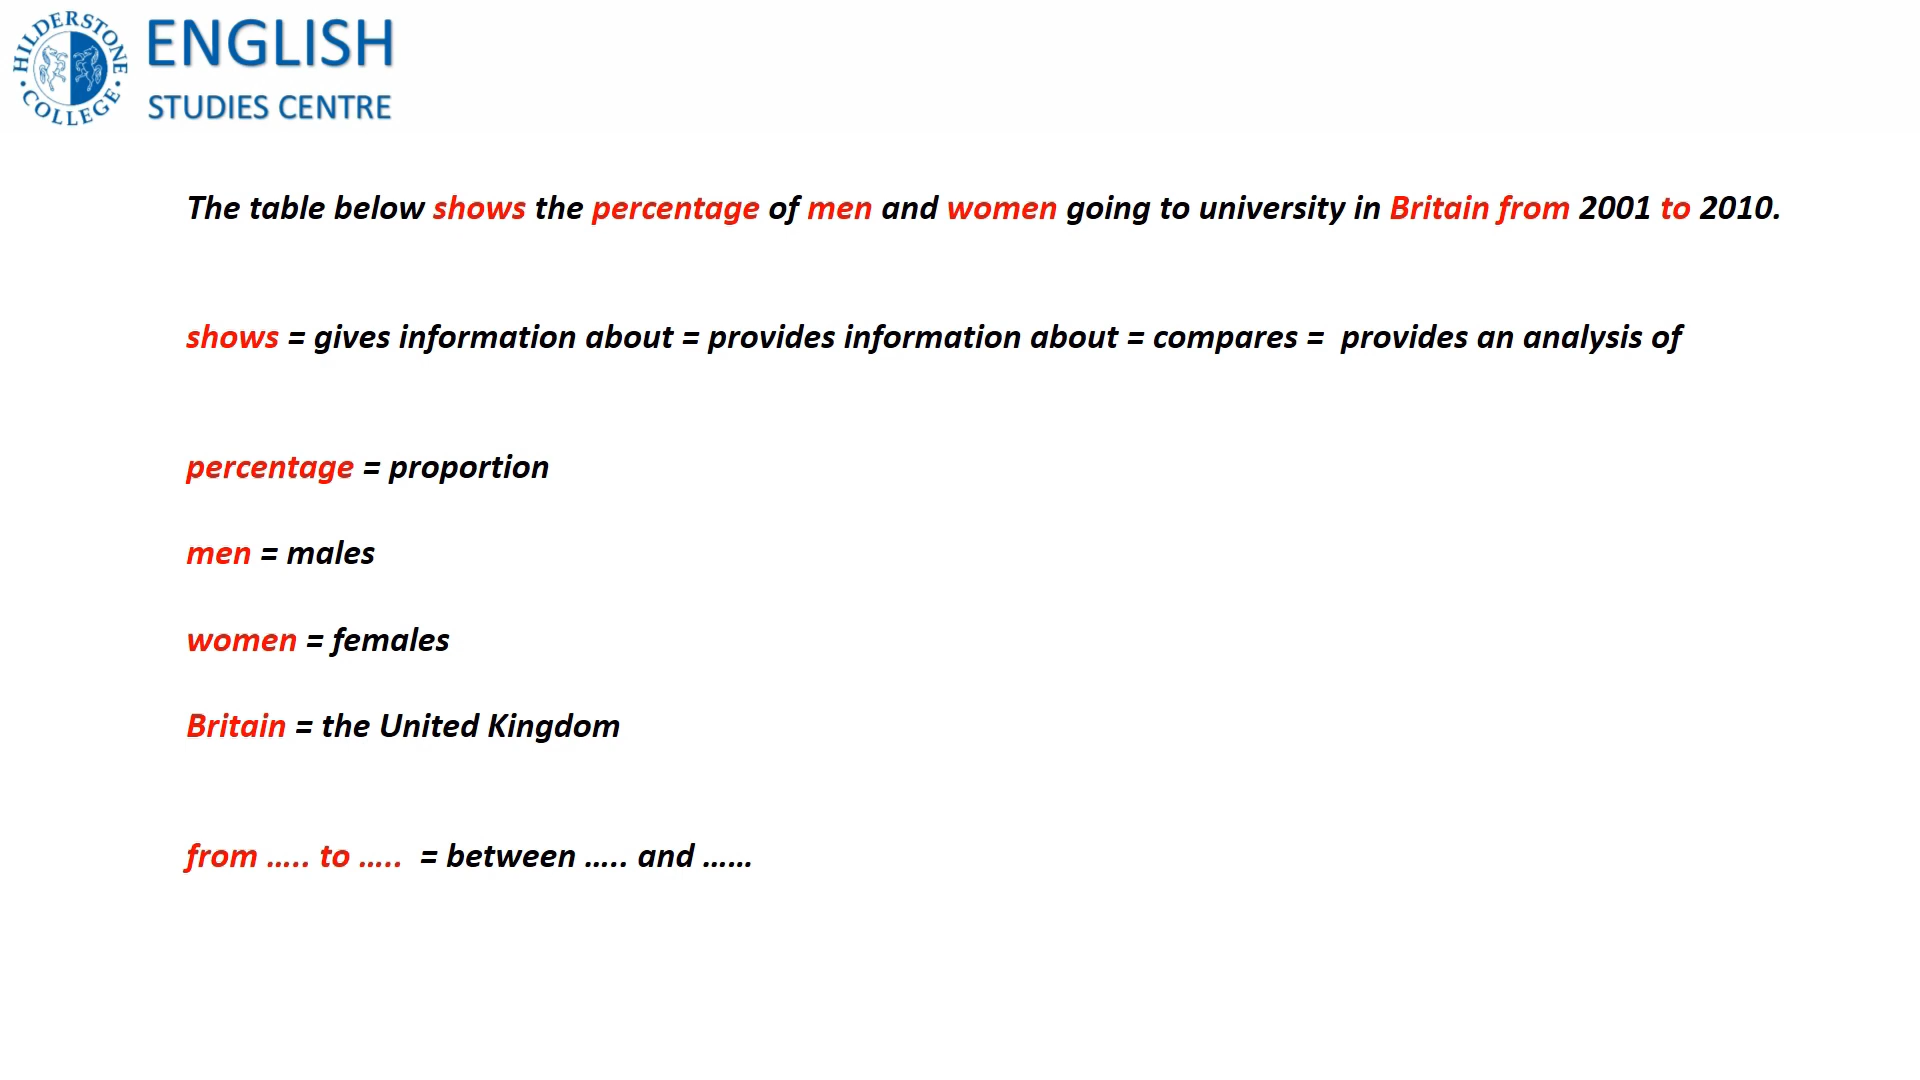 HILDERSTONE COLLEGE
ENGLISH
STUDIES CENTRE
The table below shows the percentage of men and women going to university in Britain from 2001 to 2010.
shows = gives information about = provides information about = compares = provides an analysis of
percentage = proportion
men = males
women = females
Britain = the United Kingdom
from ..... to ..... = between ..... and ......